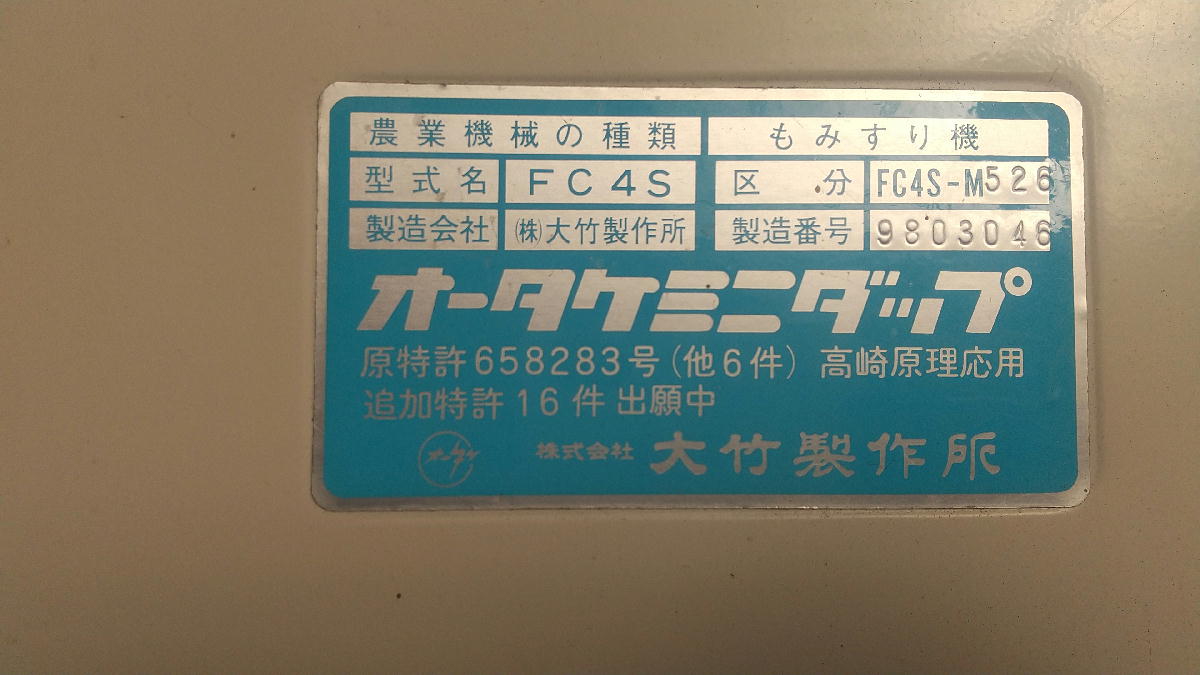 農業機械の種類 もみすり機
型式名 FC4S 区分 FC4S-M526
製造会社 (株)大竹製作所 製造番号 9803046
オータケミニダップ
原特許658283号(他6件) 高崎原理応用
追加特許16件出願中
オータケ 株式会社 大竹製作所